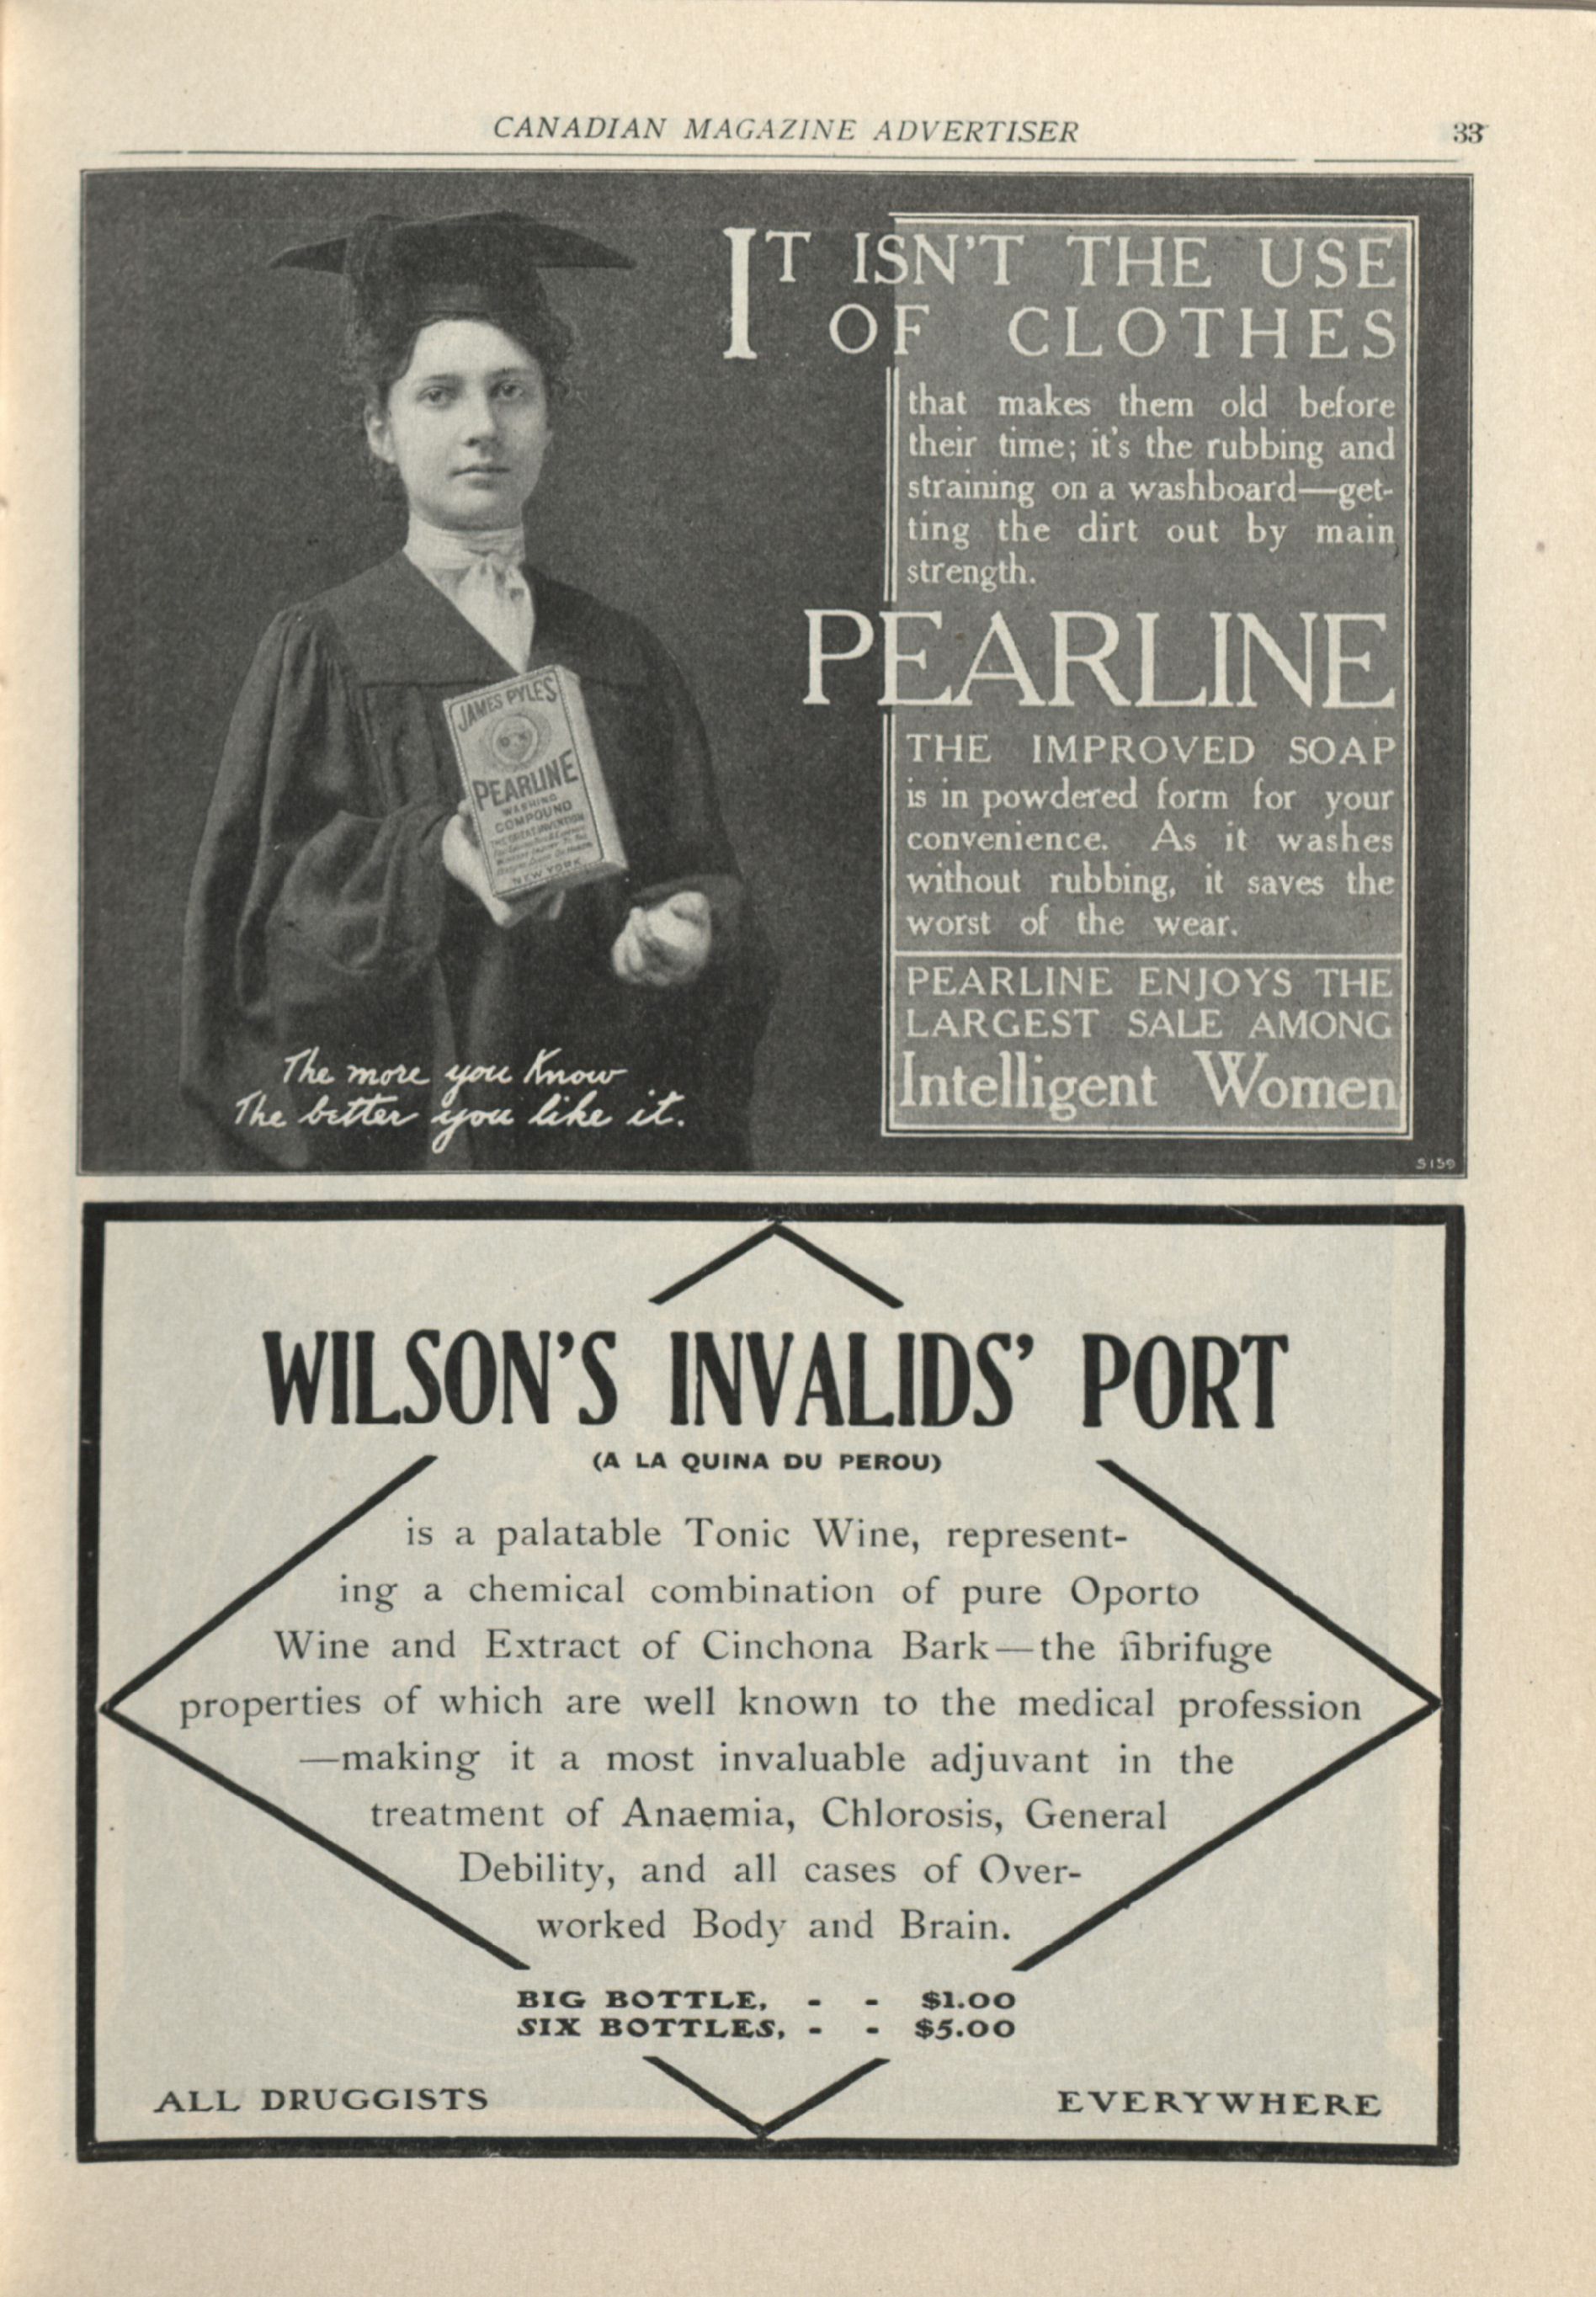 CANADIAN MAGAZINE ADVERTISER 33
IT ISN'T THE USE
OF CLOTHES
that makes them old before
their time; it's the rubbing and
straining on a washboard—get-
ting the dirt out by main
strength.
PEARLINE
THE IMPROVED SOAP
is in powdered form for your
convenience. As it washes
without rubbing, it saves the
worst of the wear.
PEARLINE ENJOYS THE
LARGEST SALE AMONG
Intelligent Women
JAMES PYLE'S
PEARLINE
WASHING
COMPOUND
THE GREAT INVENTION
NEW YORK
The more you Know
The better you like it.
S159
WILSON'S INVALIDS' PORT
(A LA QUINA DU PEROU)
is a palatable Tonic Wine, represent-
ing a chemical combination of pure Oporto
Wine and Extract of Cinchona Bark—the fibrifuge
properties of which are well known to the medical profession
—making it a most invaluable adjuvant in the
treatment of Anaemia, Chlorosis, General
Debility, and all cases of Over-
worked Body and Brain.
BIG BOTTLE, - - $1.00
SIX BOTTLES, - - $5.00
ALL DRUGGISTS EVERYWHERE